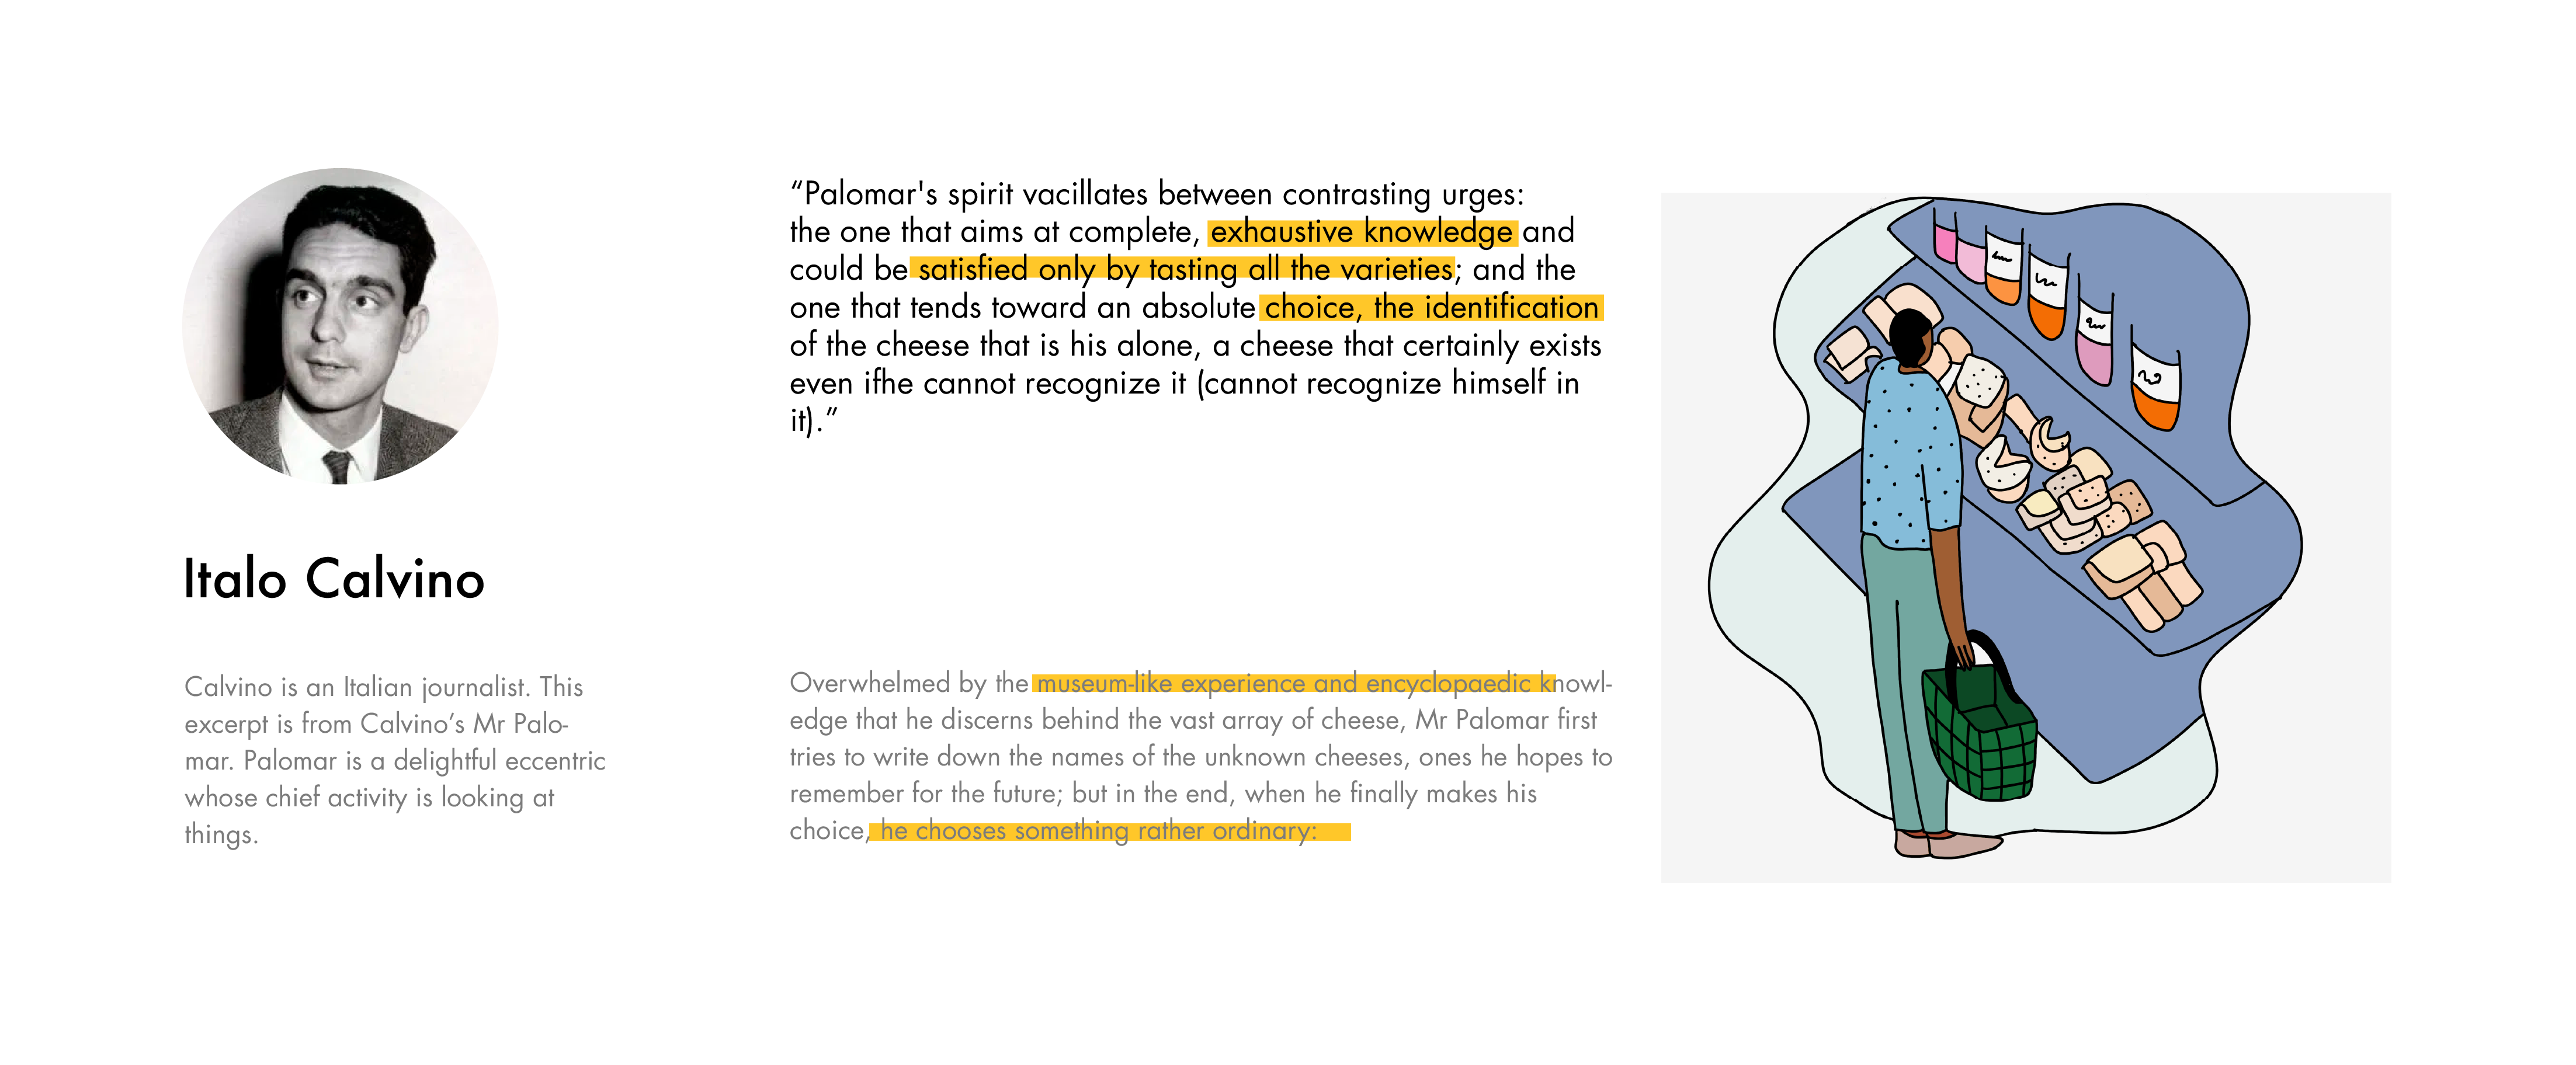 “Palomar's spirit vacillates between contrasting urges:
the one that aims at complete, exhaustive knowledge and
could be satisfied only by tasting all the varieties; and the
one that tends toward an absolute choice, the identification
of the cheese that is his alone, a cheese that certainly exists
even ifhe cannot recognize it (cannot recognize himself in
it).”
Italo Calvino
Calvino is an Italian journalist. This
excerpt is from Calvino’s Mr Palo-
mar. Palomar is a delightful eccentric
whose chief activity is looking at
things.
Overwhelmed by the museum-like experience and encyclopaedic knowl-
edge that he discerns behind the vast array of cheese, Mr Palomar first
tries to write down the names of the unknown cheeses, ones he hopes to
remember for the future; but in the end, when he finally makes his
choice, he chooses something rather ordinary: